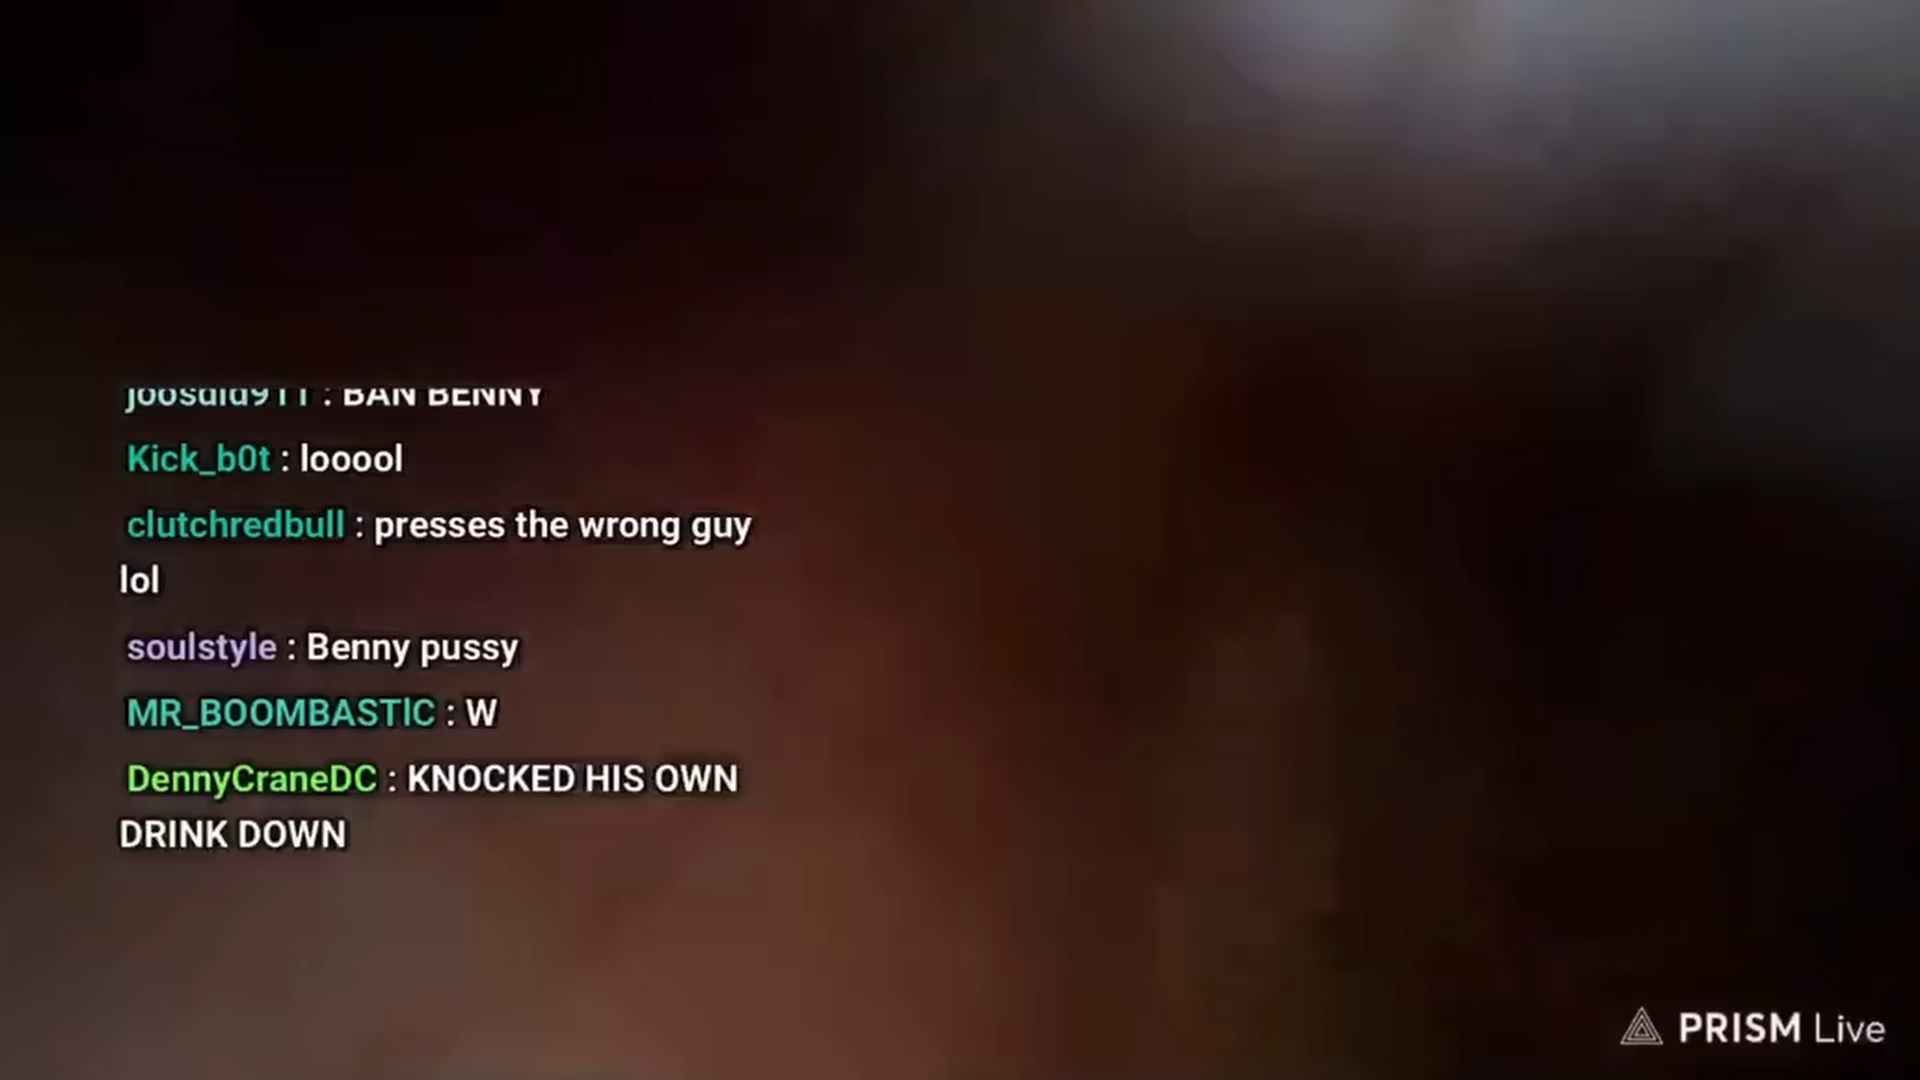 : BAN BENNY
Kick_b0t : looool
clutchredbull : presses the wrong guy
lol
soulstyle : Benny pussy
MR_BOOMBASTIC : W
DennyCraneDC : KNOCKED HIS OWN
DRINK DOWN
PRISM Live